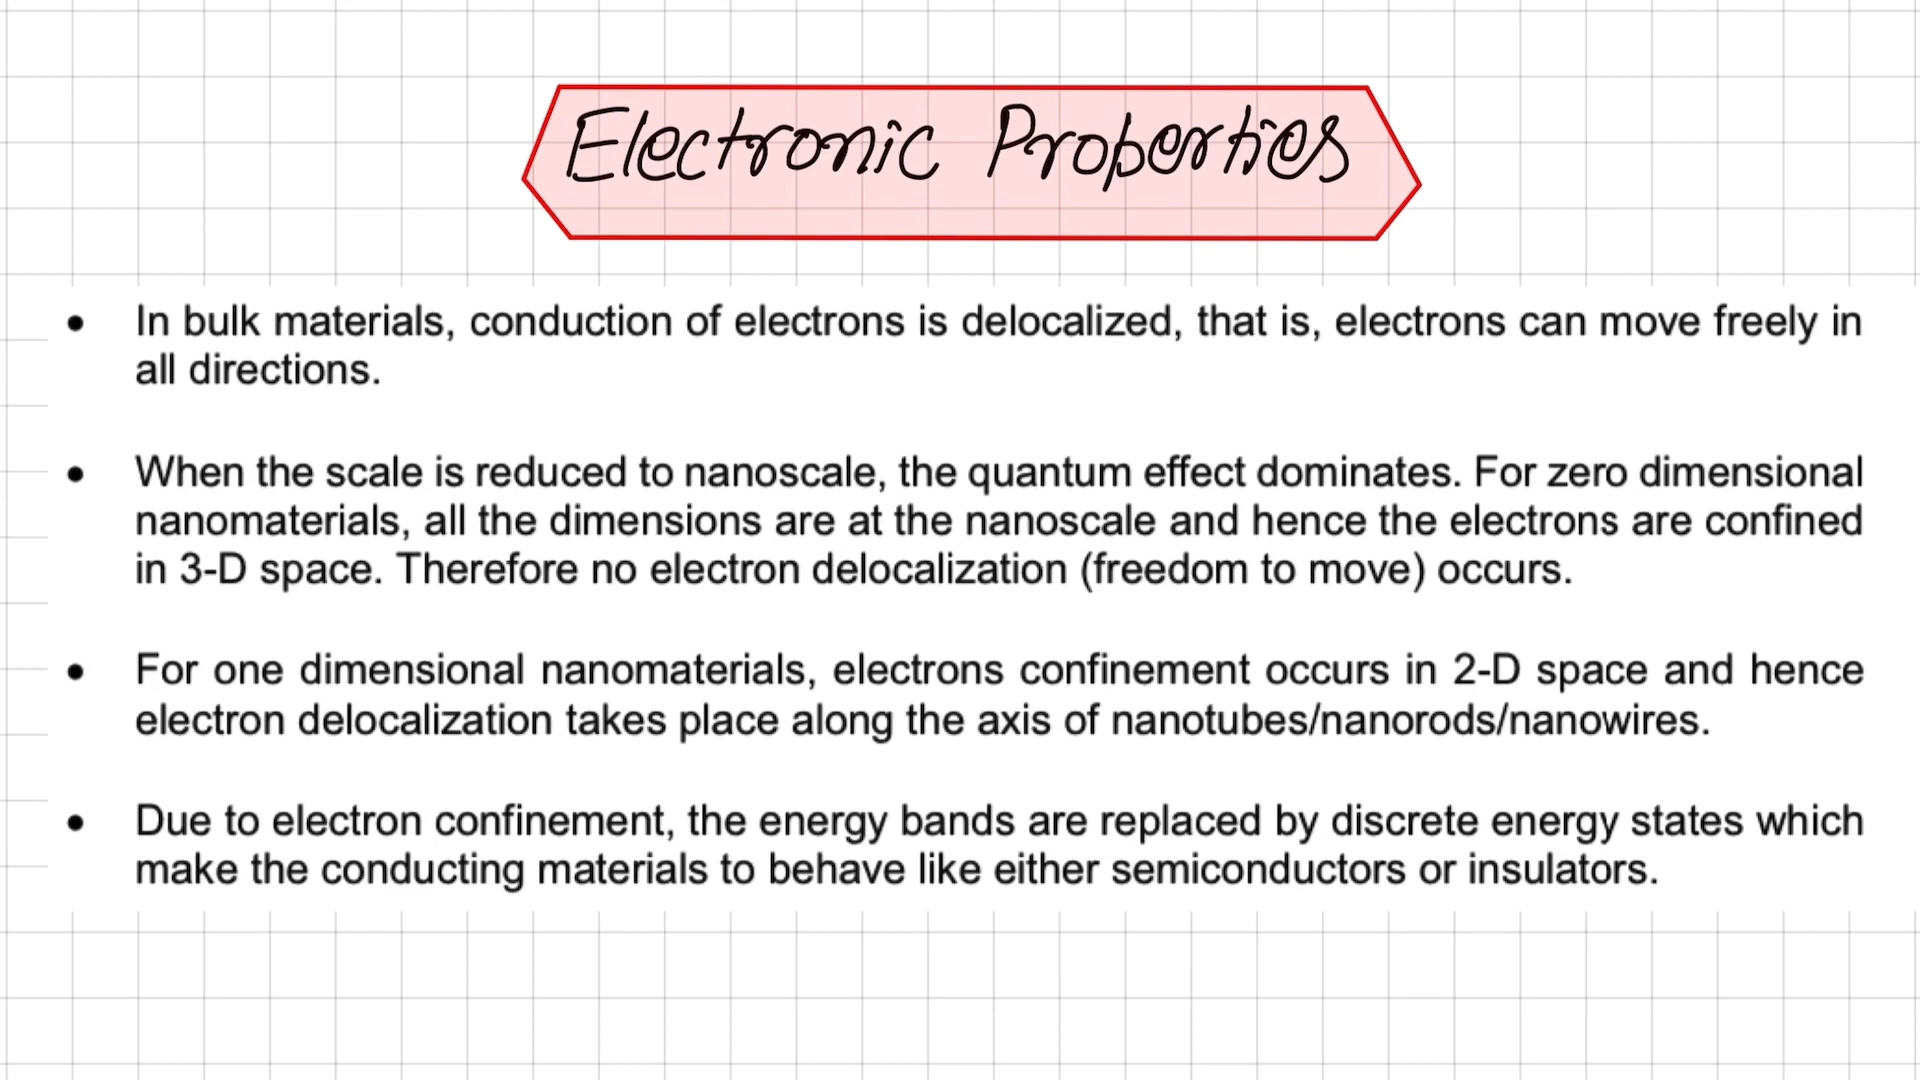 Electronic Properties
• In bulk materials, conduction of electrons is delocalized, that is, electrons can move freely in
all directions.
• When the scale is reduced to nanoscale, the quantum effect dominates. For zero dimensional
nanomaterials, all the dimensions are at the nanoscale and hence the electrons are confined
in 3-D space. Therefore no electron delocalization (freedom to move) occurs.
• For one dimensional nanomaterials, electrons confinement occurs in 2-D space and hence
electron delocalization takes place along the axis of nanotubes/nanorods/nanowires.
• Due to electron confinement, the energy bands are replaced by discrete energy states which
make the conducting materials to behave like either semiconductors or insulators.